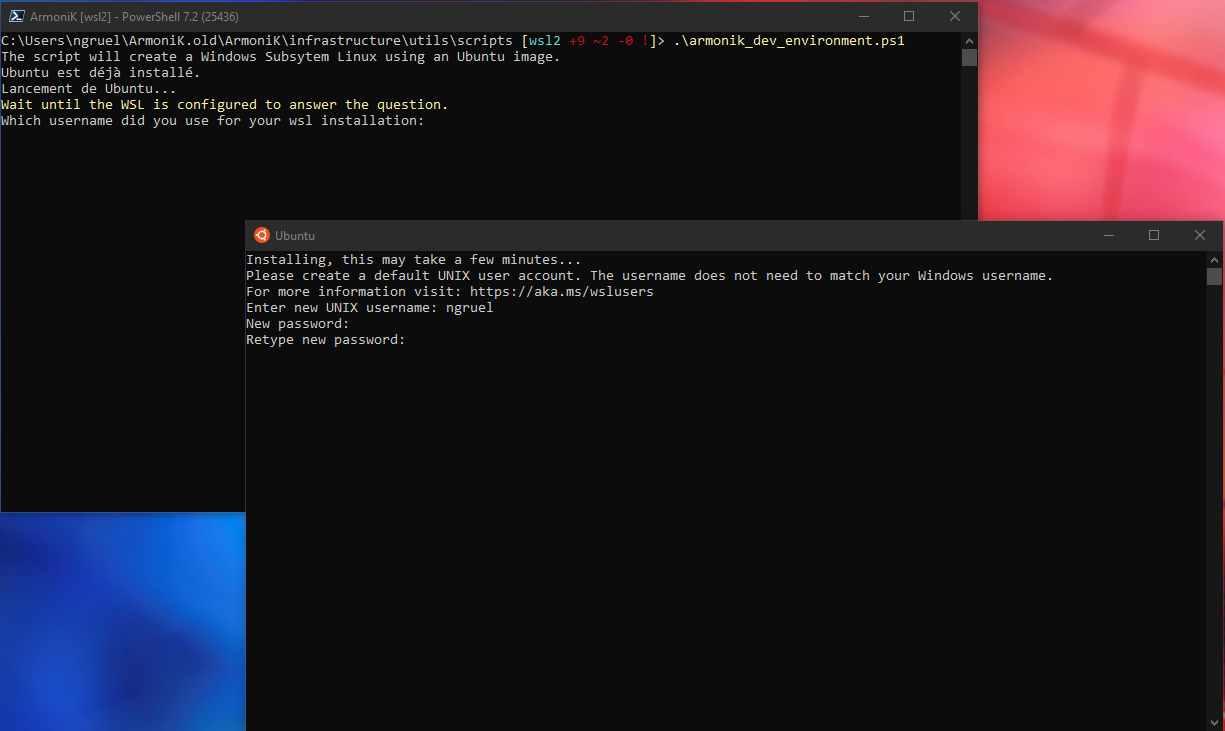 ArmoniK [wsl2] - PowerShell 7.2 (25436)
C:\Users\ngruel\ArmoniK.old\ArmoniK\infrastructure\utils\scripts [wsl2 +9 ~2 -0 !]> .\armonik_dev_environment.ps1
The script will create a Windows Subsytem Linux using an Ubuntu image.
Ubuntu est déjà installé.
Lancement de Ubuntu...
Wait until the WSL is configured to answer the question.
Which username did you use for your wsl installation:
Ubuntu
Installing, this may take a few minutes...
Please create a default UNIX user account. The username does not need to match your Windows username.
For more information visit: https://aka.ms/wslusers
Enter new UNIX username: ngruel
New password:
Retype new password: